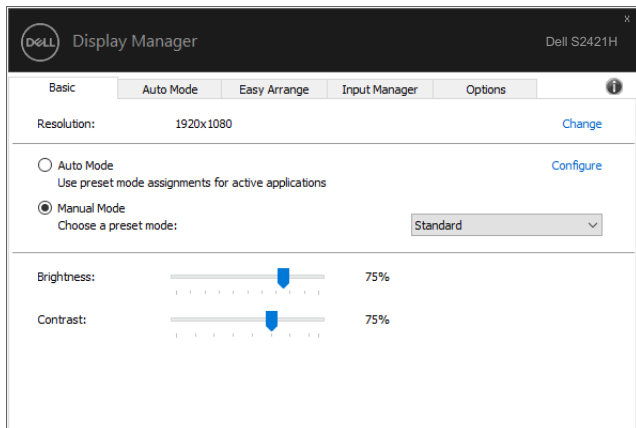 x
DELL Display Manager Dell S2421H
Basic Auto Mode Easy Arrange Input Manager Options i
Resolution: 1920x1080 Change
Auto Mode Configure
Use preset mode assignments for active applications
Manual Mode
Choose a preset mode: Standard
Brightness: 75%
Contrast: 75%